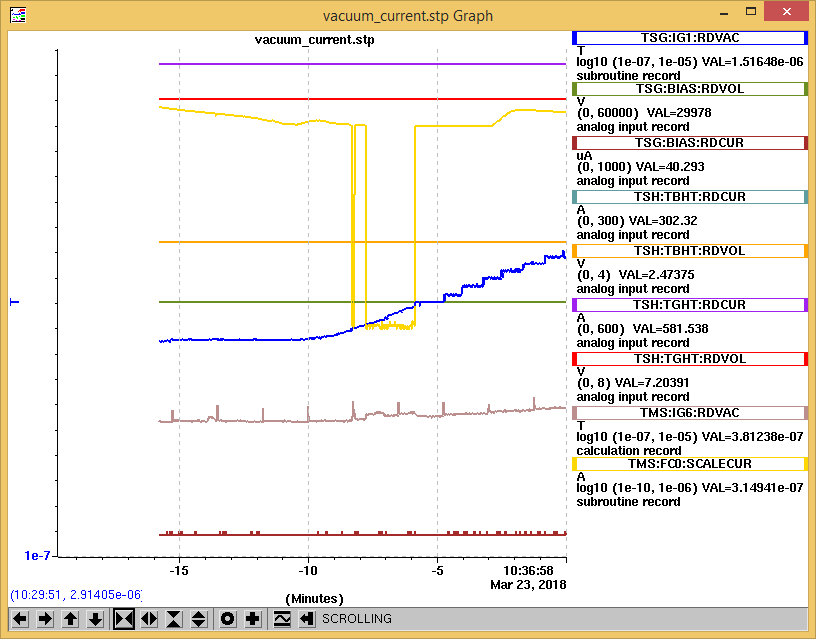 vacuum_current.stp Graph
vacuum_current.stp
T
1e-7
-15
-10
-5
10:36:58
Mar 23, 2018
(Minutes)
(10:29:51, 2.91405e-06)
TSG:IG1:RDVAC
T
log10 (1e-07, 1e-05) VAL=1.51648e-06
subroutine record
TSG:BIAS:RDVOL
V
(0, 60000) VAL=29978
analog input record
TSG:BIAS:RDCUR
uA
(0, 1000) VAL=40.293
analog input record
TSH:TBHT:RDCUR
A
(0, 300) VAL=302.32
analog input record
TSH:TBHT:RDVOL
V
(0, 4) VAL=2.47375
analog input record
TSH:TGHT:RDCUR
A
(0, 600) VAL=581.538
analog input record
TSH:TGHT:RDVOL
V
(0, 8) VAL=7.20391
analog input record
TMS:IG6:RDVAC
T
log10 (1e-07, 1e-05) VAL=3.81238e-07
calculation record
TMS:FC0:SCALECUR
A
log10 (1e-10, 1e-06) VAL=3.14941e-07
subroutine record
SCROLLING